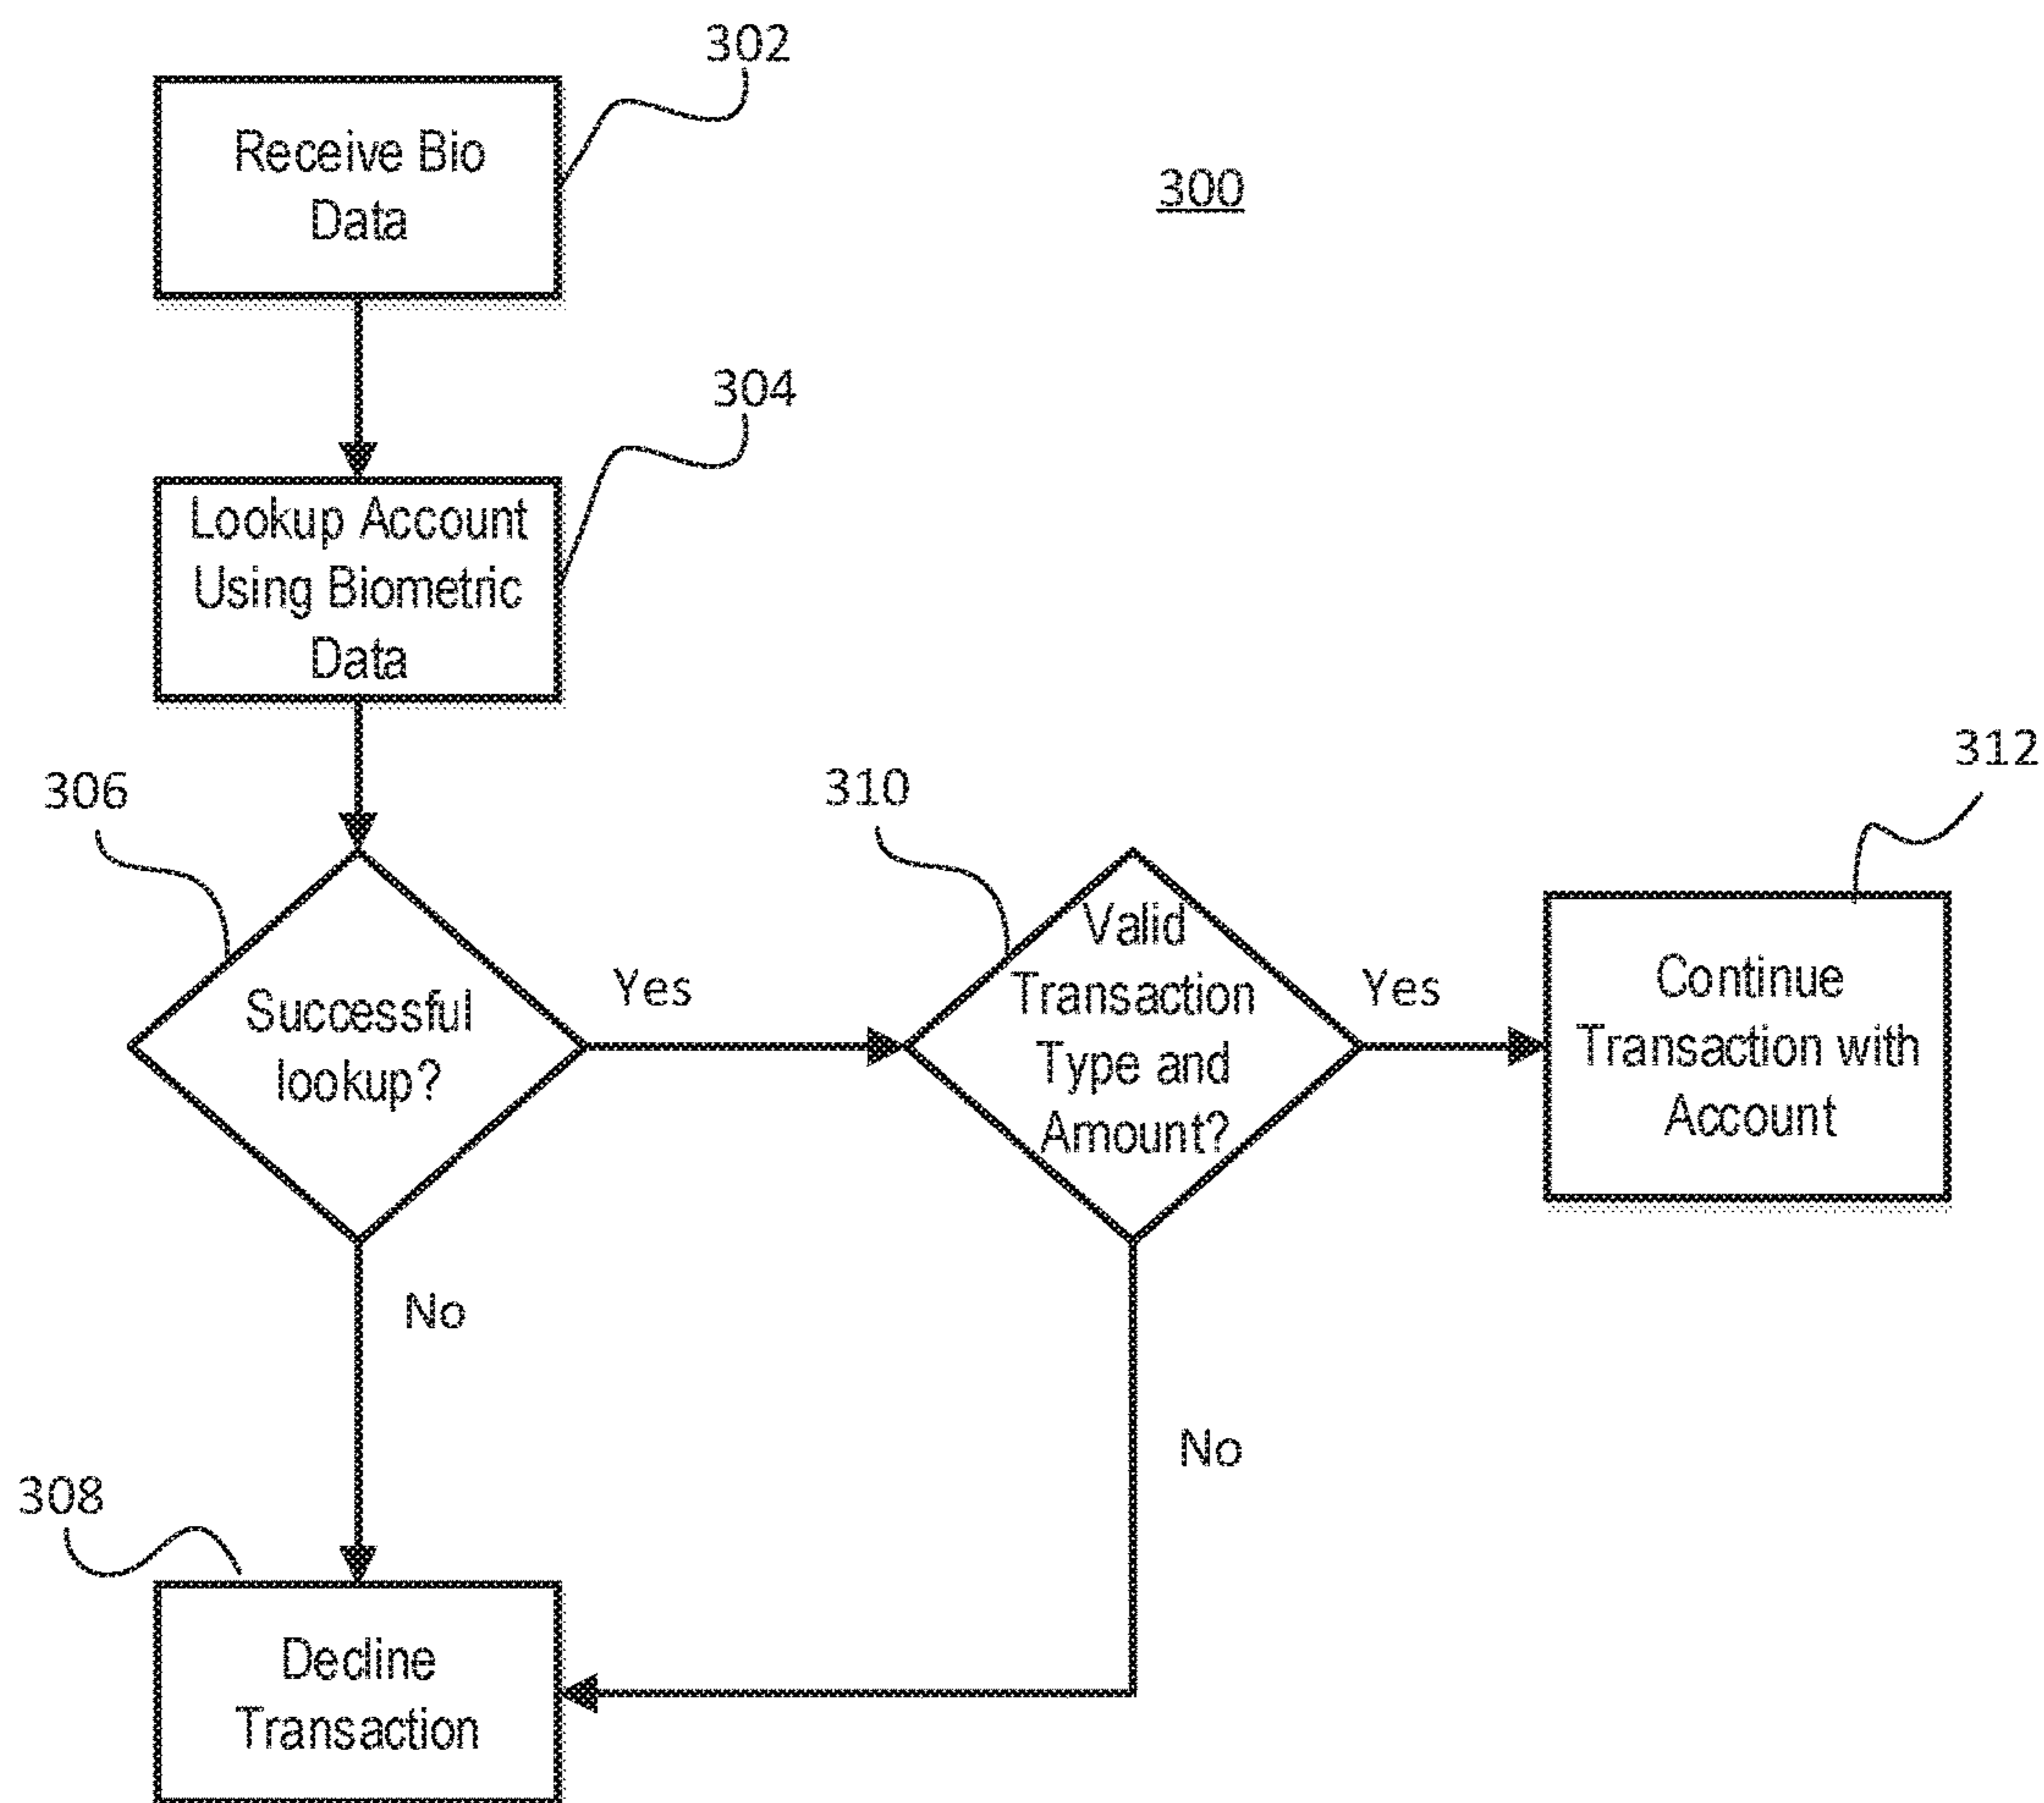 302
Receive Bio
Data
300
304
Lookup Account
Using Biometric
Data
306
Successful
lookup?
Yes
310
Valid
Transaction
Type and
Amount?
Yes
312
Continue
Transaction with
Account
No
No
308
Decline
Transaction